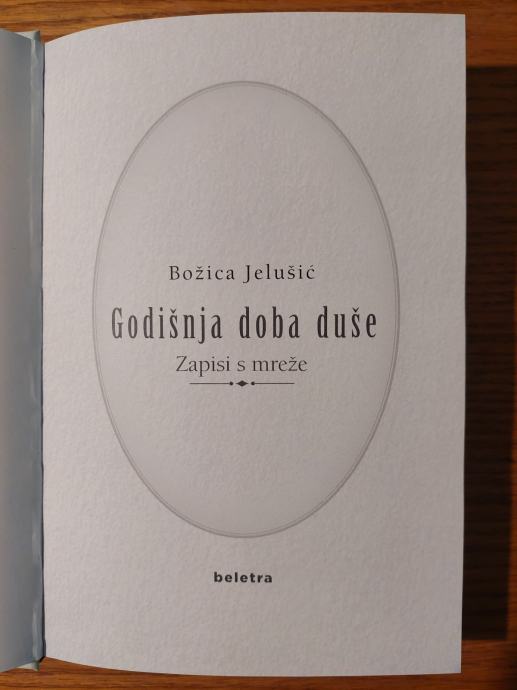 Božica Jelušić
Godišnja doba duše
Zapisi s mreže
beletra